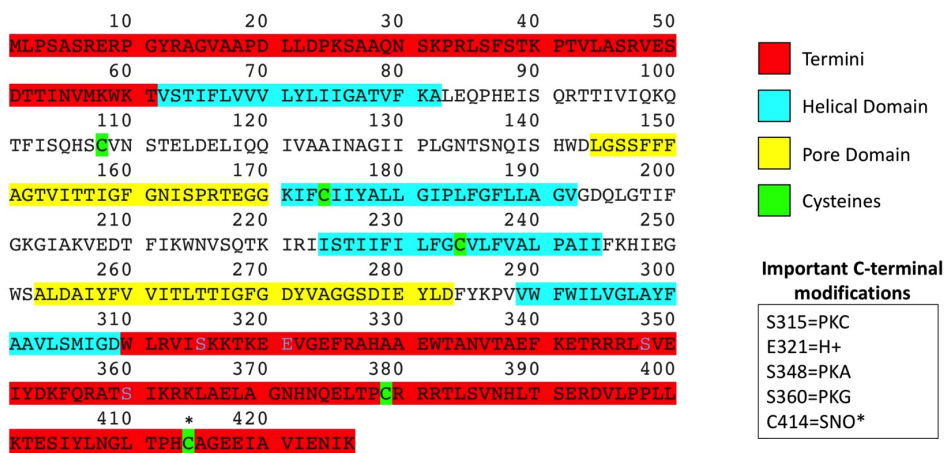 10 20 30 40 50
MLPSASRERP GYRAGVAAPD LLDPKSAAQN SKPRLSFSTK PTVLASRVES
60 70 80 90 100
DTTINVMKWK TVSTIFLVVV LYLIIGATVF KALEQPHEIS QRTTIVIQKQ
110 120 130 140 150
TFISQHSCVN STELDELIQQ IVAAINAGII PLGNTSNQIS HWDLGSSFFF
160 170 180 190 200
AGTVITTIGF GNISPRTEGG KIFCIIYALL GIPLFGFLLA GVGDQLGTIF
210 220 230 240 250
GKGIAKVEDT FIKWNVSQTK IRIISTIIFI LFGCVLFVAL PAIIFKHIEG
260 270 280 290 300
WSALDAIYFV VITLTTIGFG DYVAGGSDIE YLDFYKPVVW FWILVGLAYF
310 320 330 340 350
AAVLSMIGDW LRVISKKTKE EVGEFRAHAA EWTANVTAEF KETRRRLSVE
360 370 380 390 400
IYDKFQRATS IKRKLAELAG NHNQELTPCR RRTLSVNHLT SERDVLPPLL
410 * 420
KTESIYLNGL TPHCAGEEIA VIENIK
Termini
Helical Domain
Pore Domain
Cysteines
Important C-terminal
modifications
S315=PKC
E321=H+
S348=PKA
S360=PKG
C414=SNO*